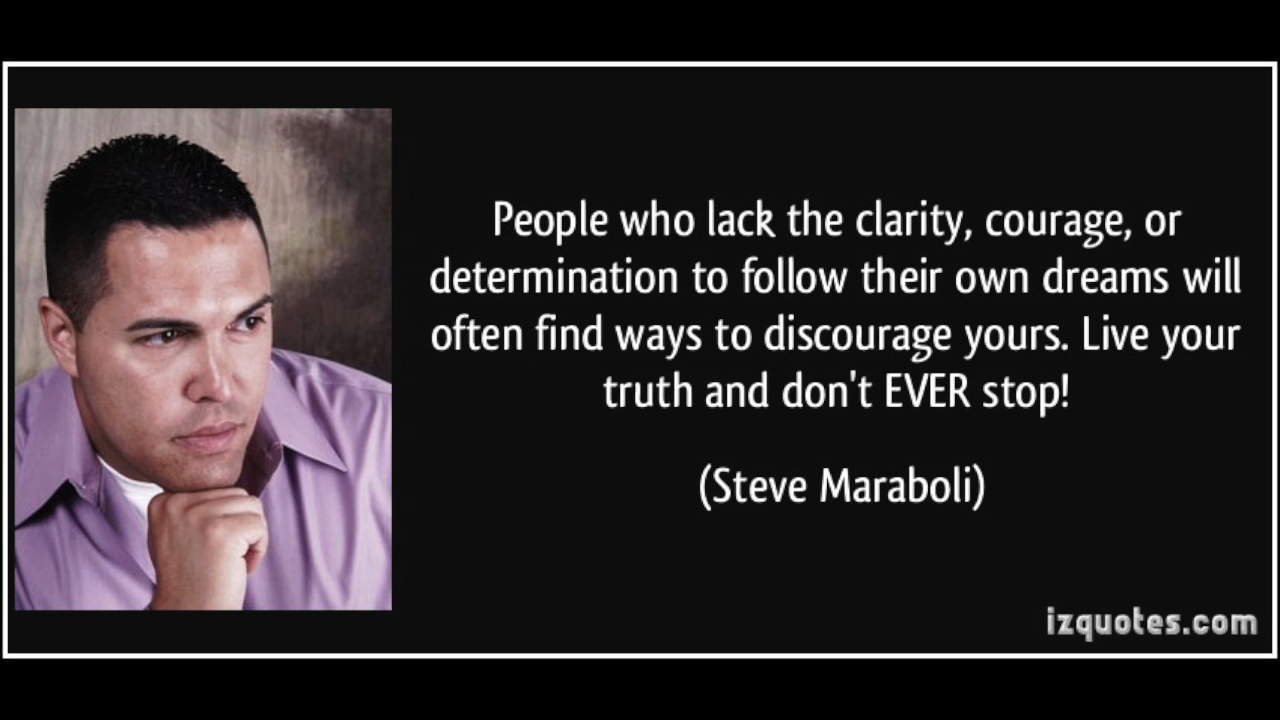 People who lack the clarity, courage, or
determination to follow their own dreams will
often find ways to discourage yours. Live your
truth and don't EVER stop!
(Steve Maraboli)
izquotes.com